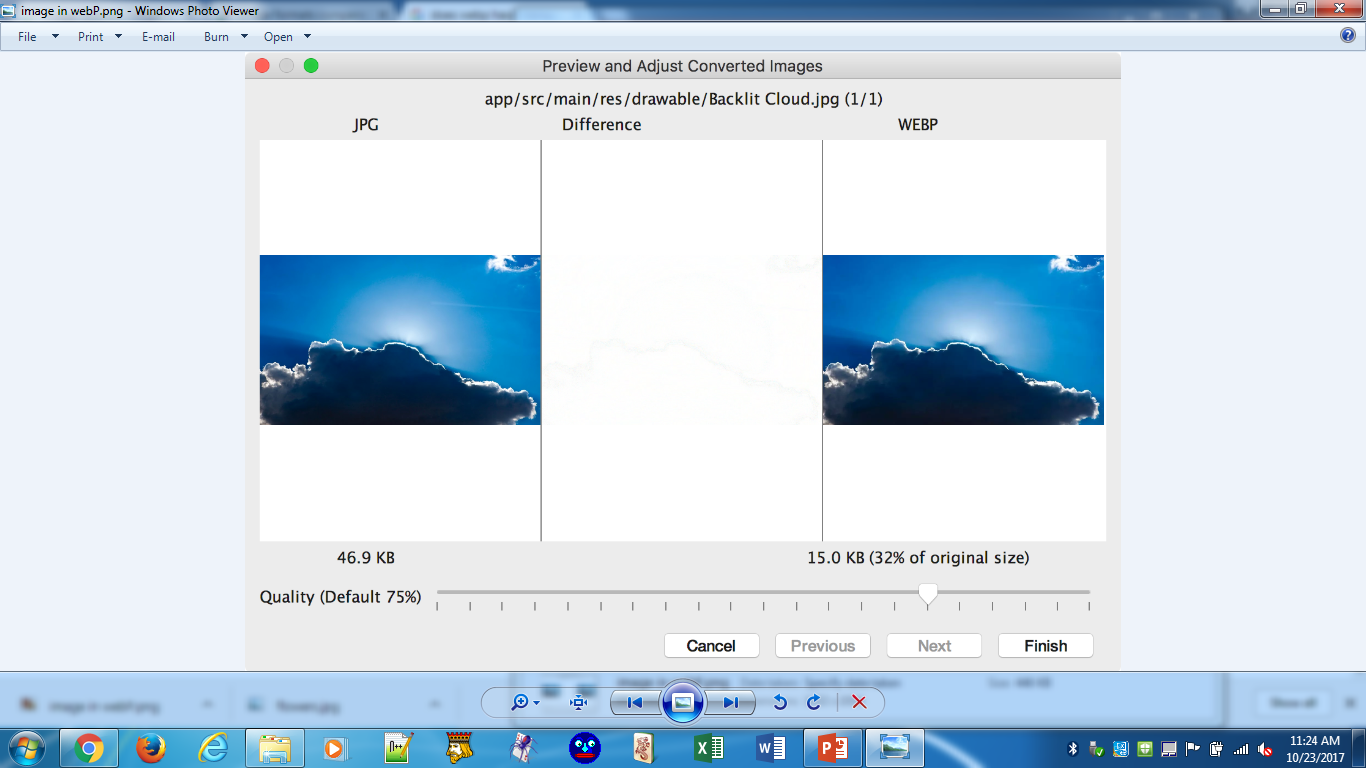 image in webP.png - Windows Photo Viewer
File Print E-mail Burn Open
Preview and Adjust Converted Images
app/src/main/res/drawable/Backlit Cloud.jpg (1/1)
JPG Difference WEBP
46.9 KB 15.0 KB (32% of original size)
Quality (Default 75%)
Cancel Previous Next Finish
image in webP.png flowers.jpg Show all
11:24 AM
10/23/2017